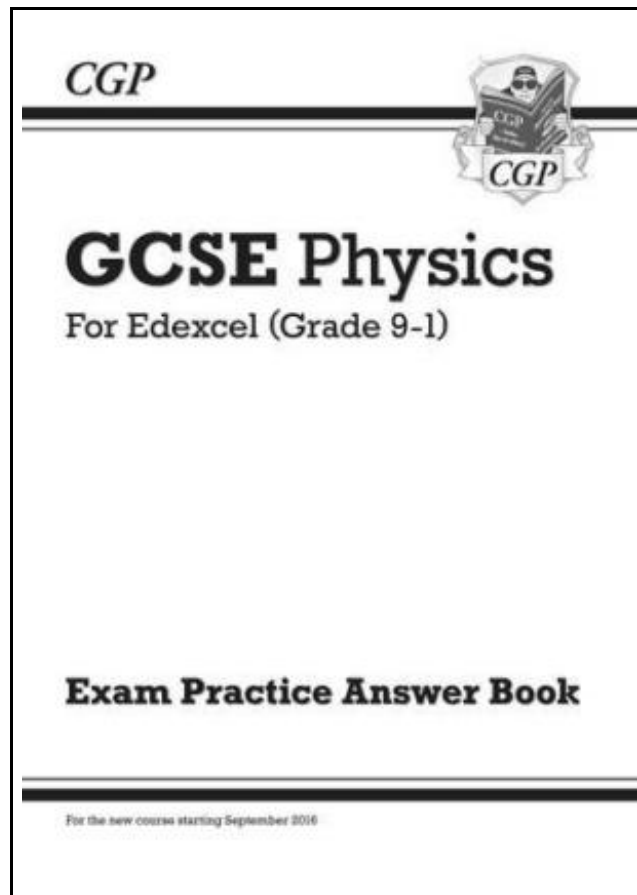 CGP
CGP
CGP
GCSE Physics
For Edexcel (Grade 9-1)
Exam Practice Answer Book
For the new course starting September 2016